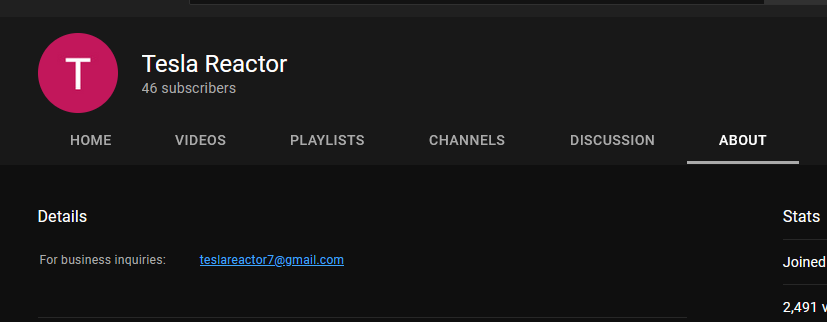 T
Tesla Reactor
46 subscribers
HOME VIDEOS PLAYLISTS CHANNELS DISCUSSION ABOUT
Details
Stats
For business inquiries: teslareactor7@gmail.com
Joined
2,491 v